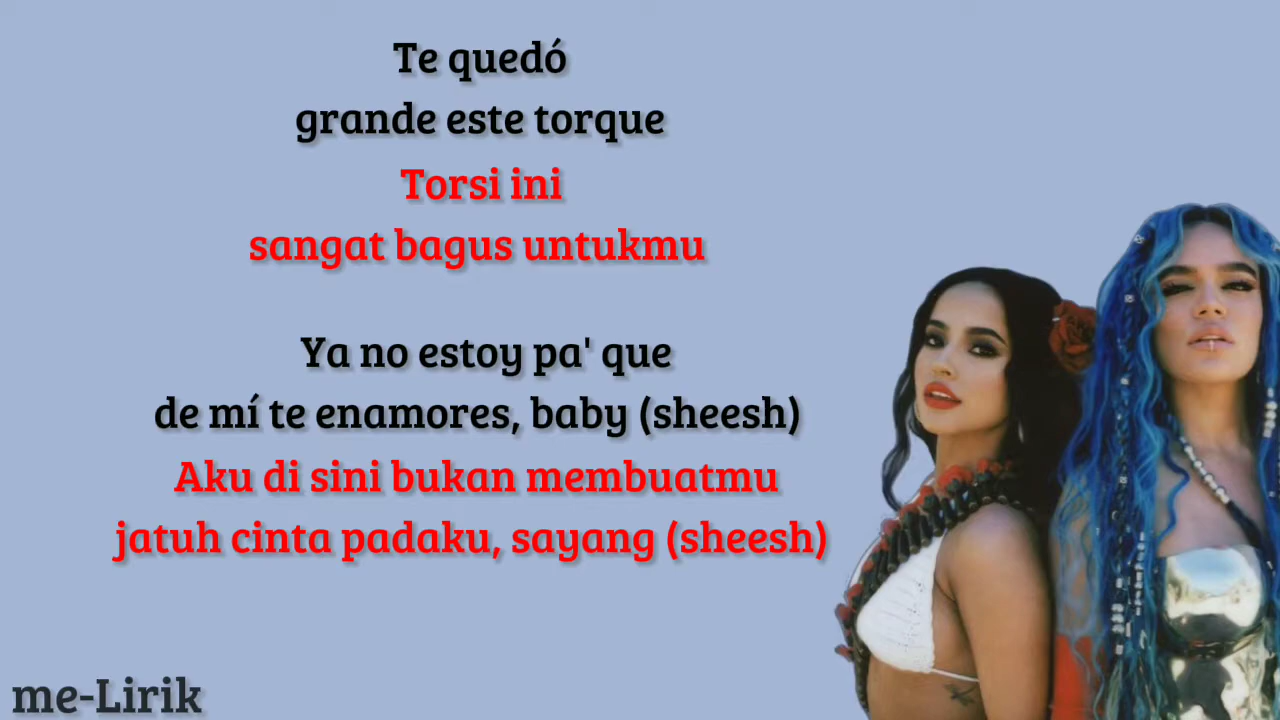 Te quedó
grande este torque
Torsi ini
sangat bagus untukmu
Ya no estoy pa' que
de mí te enamores, baby (sheesh)
Aku di sini bukan membuatmu
jatuh cinta padaku, sayang (sheesh)
me-Lirik